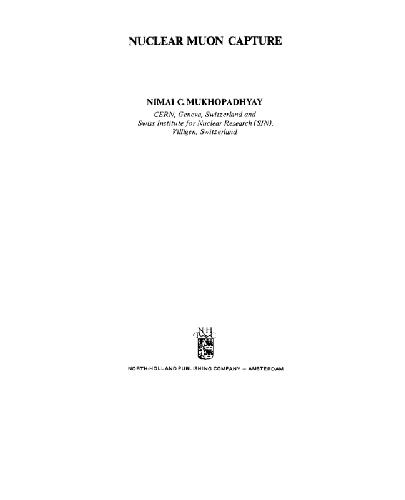 NUCLEAR MUON CAPTURE
NIMAI C. MUKHOPADHYAY
CERN, Geneva, Switzerland and
Swiss Institute for Nuclear Research (SIN),
Villigen, Switzerland
NH
NORTH-HOLLAND PUBLISHING COMPANY – AMSTERDAM